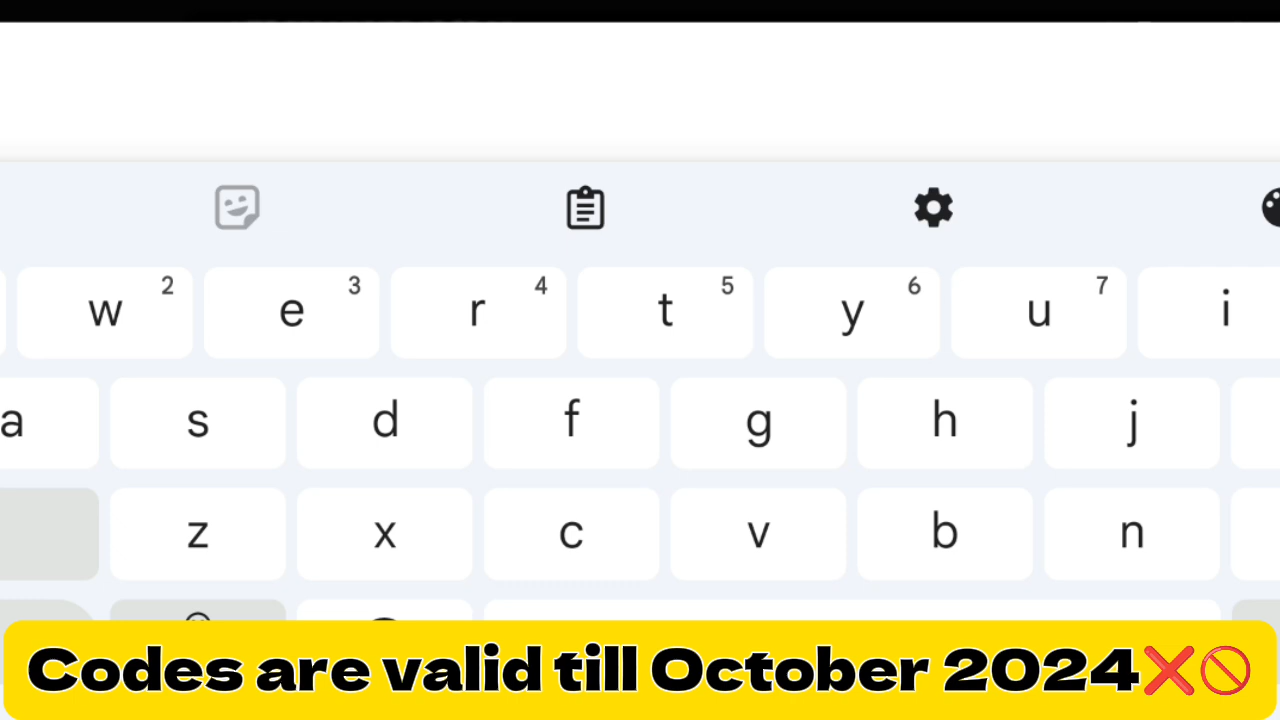 w 2 e 3 r 4 t 5 y 6 u 7 i
a s d f g h j
z x c v b n
Codes are valid till October 2024❌🚫